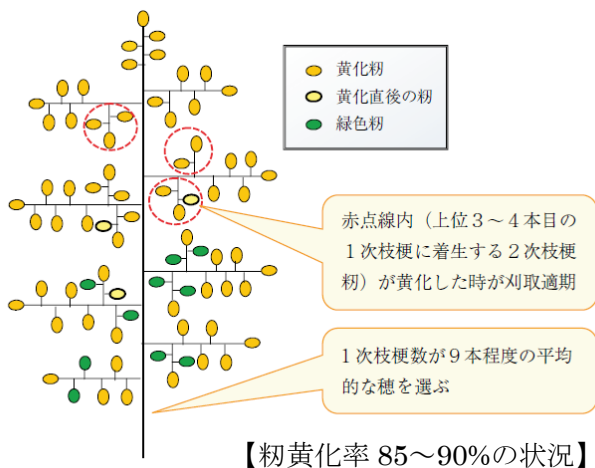 黄化籾
黄化直後の籾
緑色籾
赤点線内（上位３～４本目の
１次枝梗に着生する２次枝梗
籾）が黄化した時が刈取適期
１次枝梗数が９本程度の平均
的な穂を選ぶ
【籾黄化率 85～90%の状況】